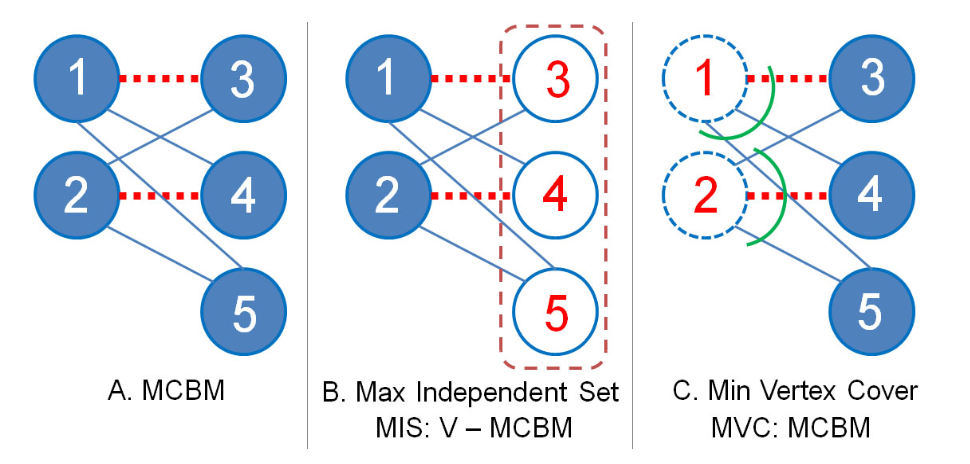 1 3
2 4
5
A. MCBM
1 3
2 4
5
B. Max Independent Set
MIS: V – MCBM
1 3
2 4
5
C. Min Vertex Cover
MVC: MCBM